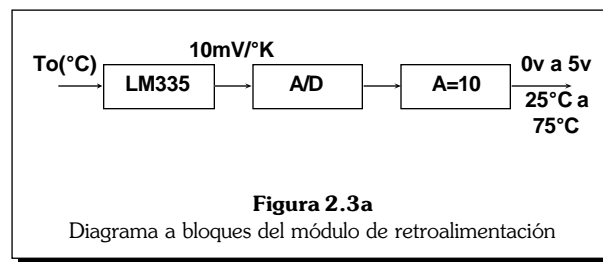 10mV/°K
To(°C)
LM335
A/D
A=10
0v a 5v
25°C a
75°C
Figura 2.3a
Diagrama a bloques del módulo de retroalimentación